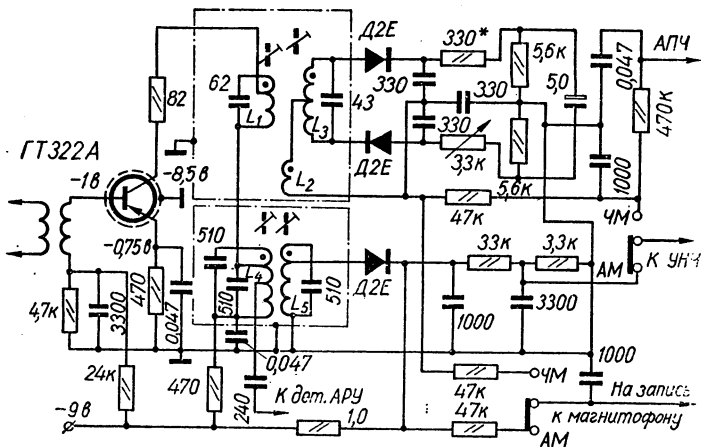 Д2Е
330*
5,6к
5,0
0,047
АПЧ
82
62
330
330
43
470к
L1
L3
ГТ322А
330
-8,5в
Д2Е
3,3к
1000
-1в
L2
5,6к
47к
ЧМ
-0,75в
510
33к
3,3к
АМ
К УНЧ
Д2Е
L4
510
510
4,7к
3300
470
0,047
L5
1000
3300
0,047
1000
24к
470
240
К дет. АРУ
47к
ЧМ
На запись
к магнитофону
-9в
1,0
47к
АМ